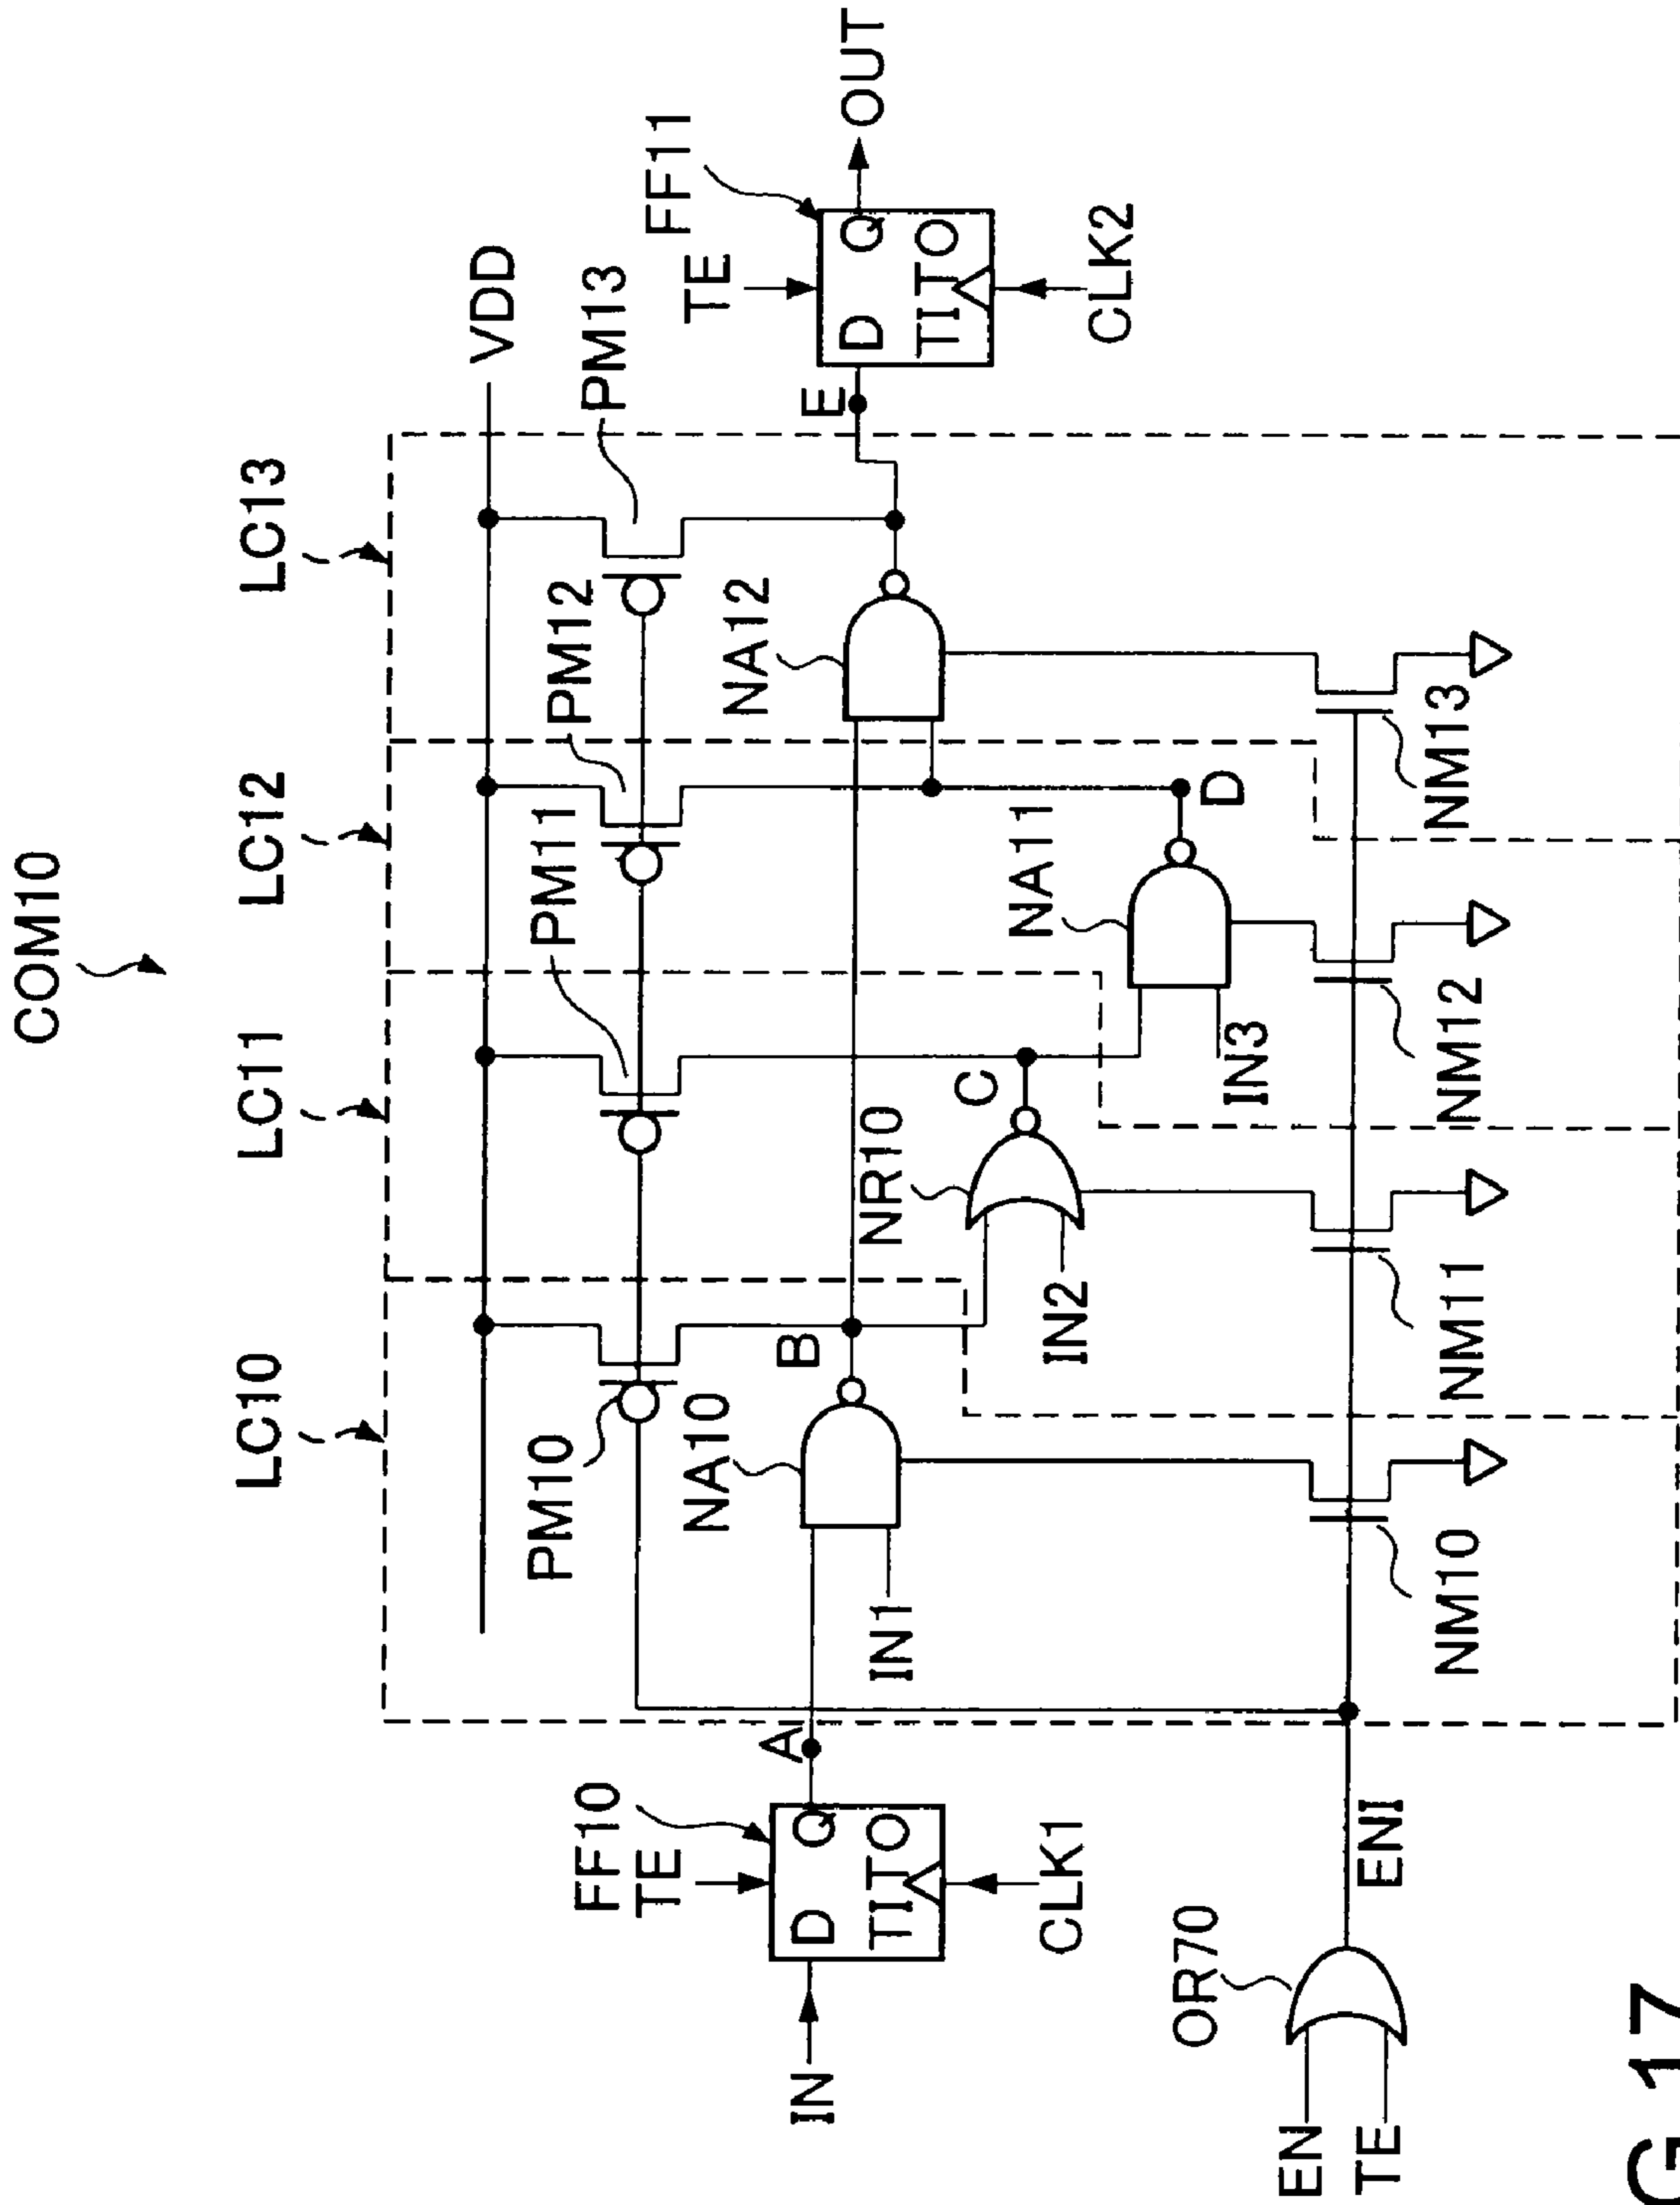 COM10
LC10
LC11
LC12
LC13
VDD
PM10
PM11
PM12
PM13
FF10
TE
IN
D
Q
TI
TO
CLK1
A
NA10
IN1
B
NR10
IN2
C
NA11
IN3
D
NA12
E
TE
FF11
D
Q
TI
TO
OUT
CLK2
OR70
EN
TE
ENI
NM10
NM11
NM12
NM13
G.17